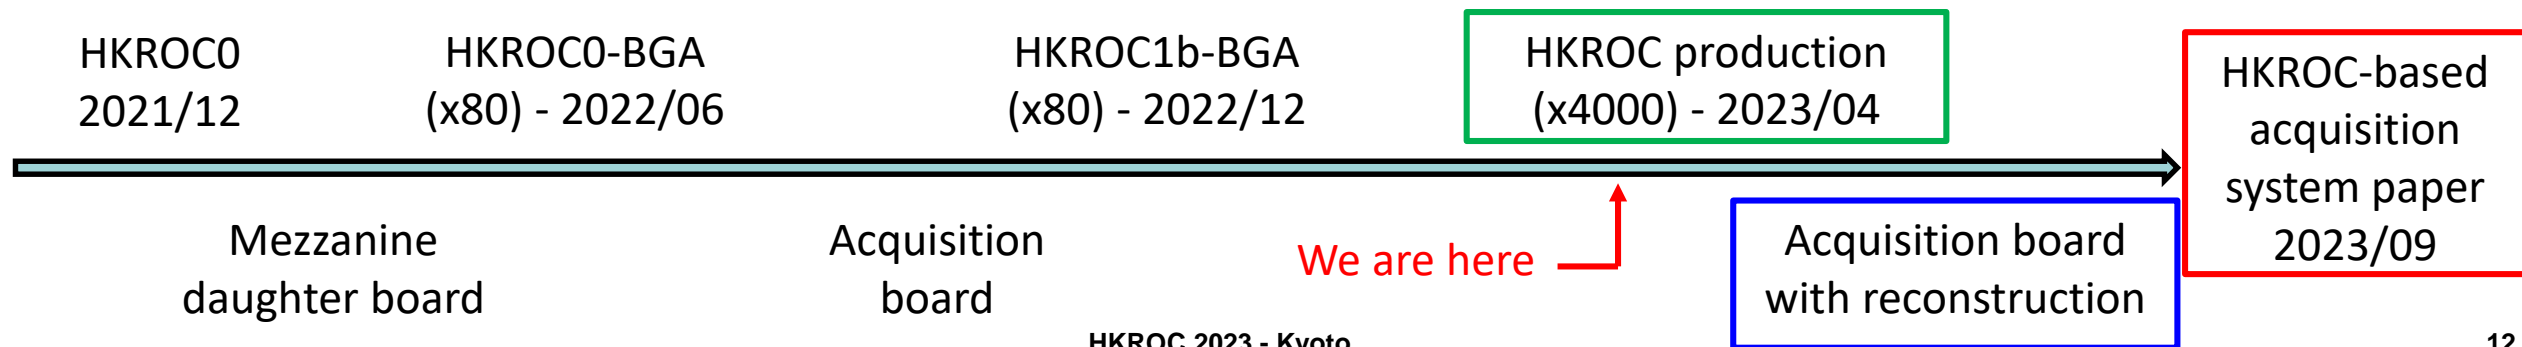 HKROC0
2021/12
HKROC0-BGA
(x80) - 2022/06
HKROC1b-BGA
(x80) - 2022/12
HKROC production
(x4000) - 2023/04
HKROC-based
acquisition
system paper
2023/09
Mezzanine
daughter board
Acquisition
board
We are here
Acquisition board
with reconstruction
HKROC 2023 - Kyoto
12